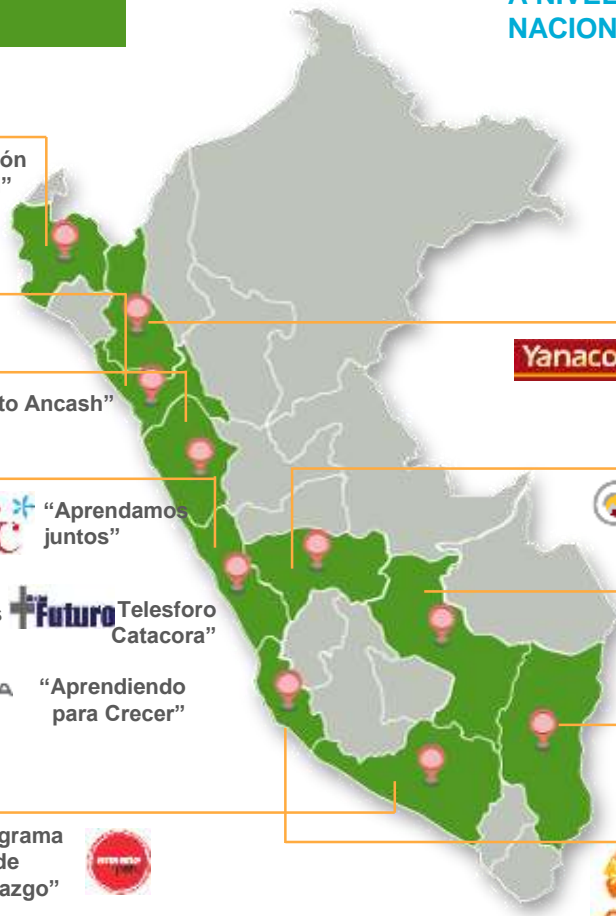 A NIVEL
NACION
ón
”
Yanaco
to Ancash”
“Aprendamos
juntos”
Futuro Telesforo
Catacora”
“Aprendiendo
para Crecer”
grama
de
azgo”